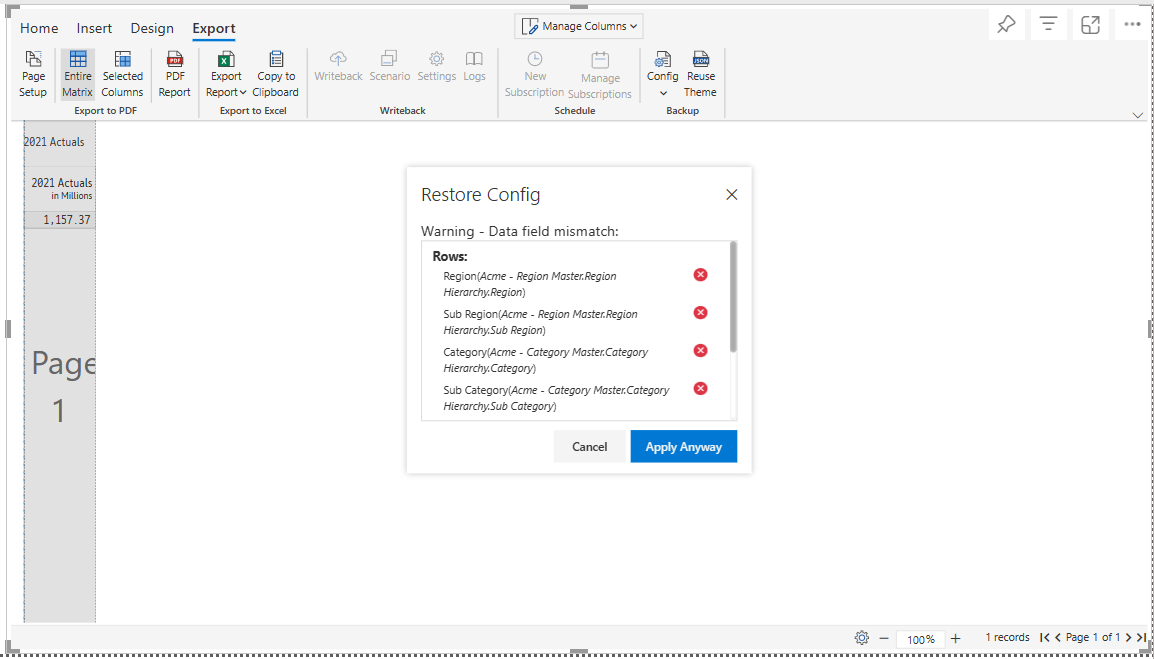 Home Insert Design Export
Manage Columns
Page Setup
Entire Matrix
Selected Columns
PDF
PDF Report
X
Export Report
Copy to Clipboard
Writeback
Scenario
Settings
Logs
New Subscription
Manage Subscriptions
Config
JSON
Reuse Theme
Export to PDF
Export to Excel
Writeback
Schedule
Backup
2021 Actuals
2021 Actuals
in Millions
1,157.37
Page
1
Restore Config
Warning - Data field mismatch:
Rows:
Region(Acme - Region Master.Region
Hierarchy.Region)
Sub Region(Acme - Region Master.Region
Hierarchy.Sub Region)
Category(Acme - Category Master.Category
Hierarchy.Category)
Sub Category(Acme - Category Master.Category
Hierarchy.Sub Category)
Cancel
Apply Anyway
100%
1 records
Page 1 of 1